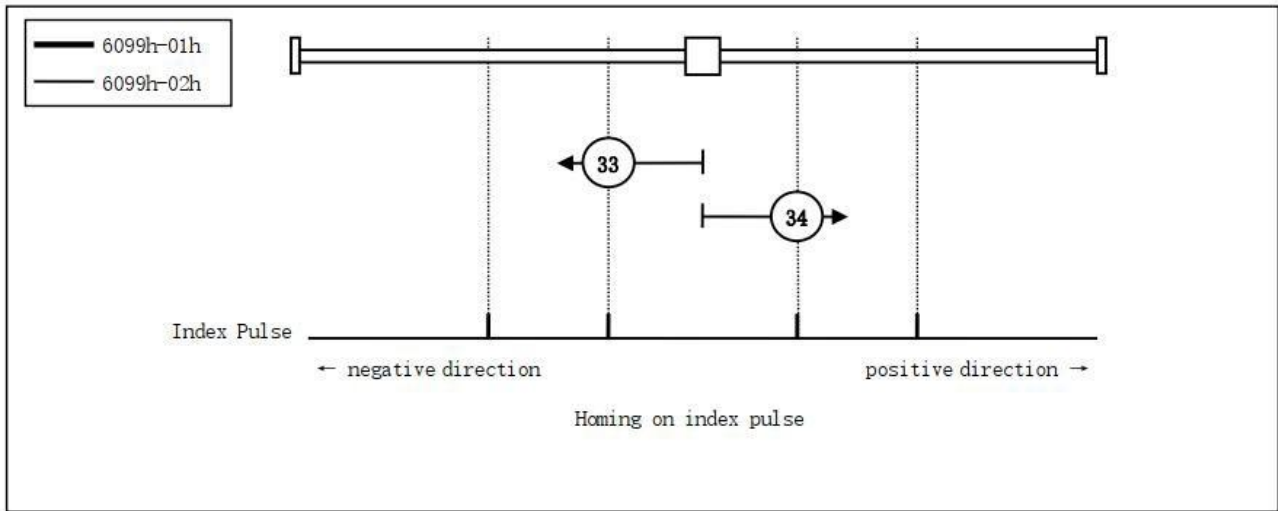 6099h-01h
6099h-02h
33
34
Index Pulse
← negative direction
positive direction →
Homing on index pulse